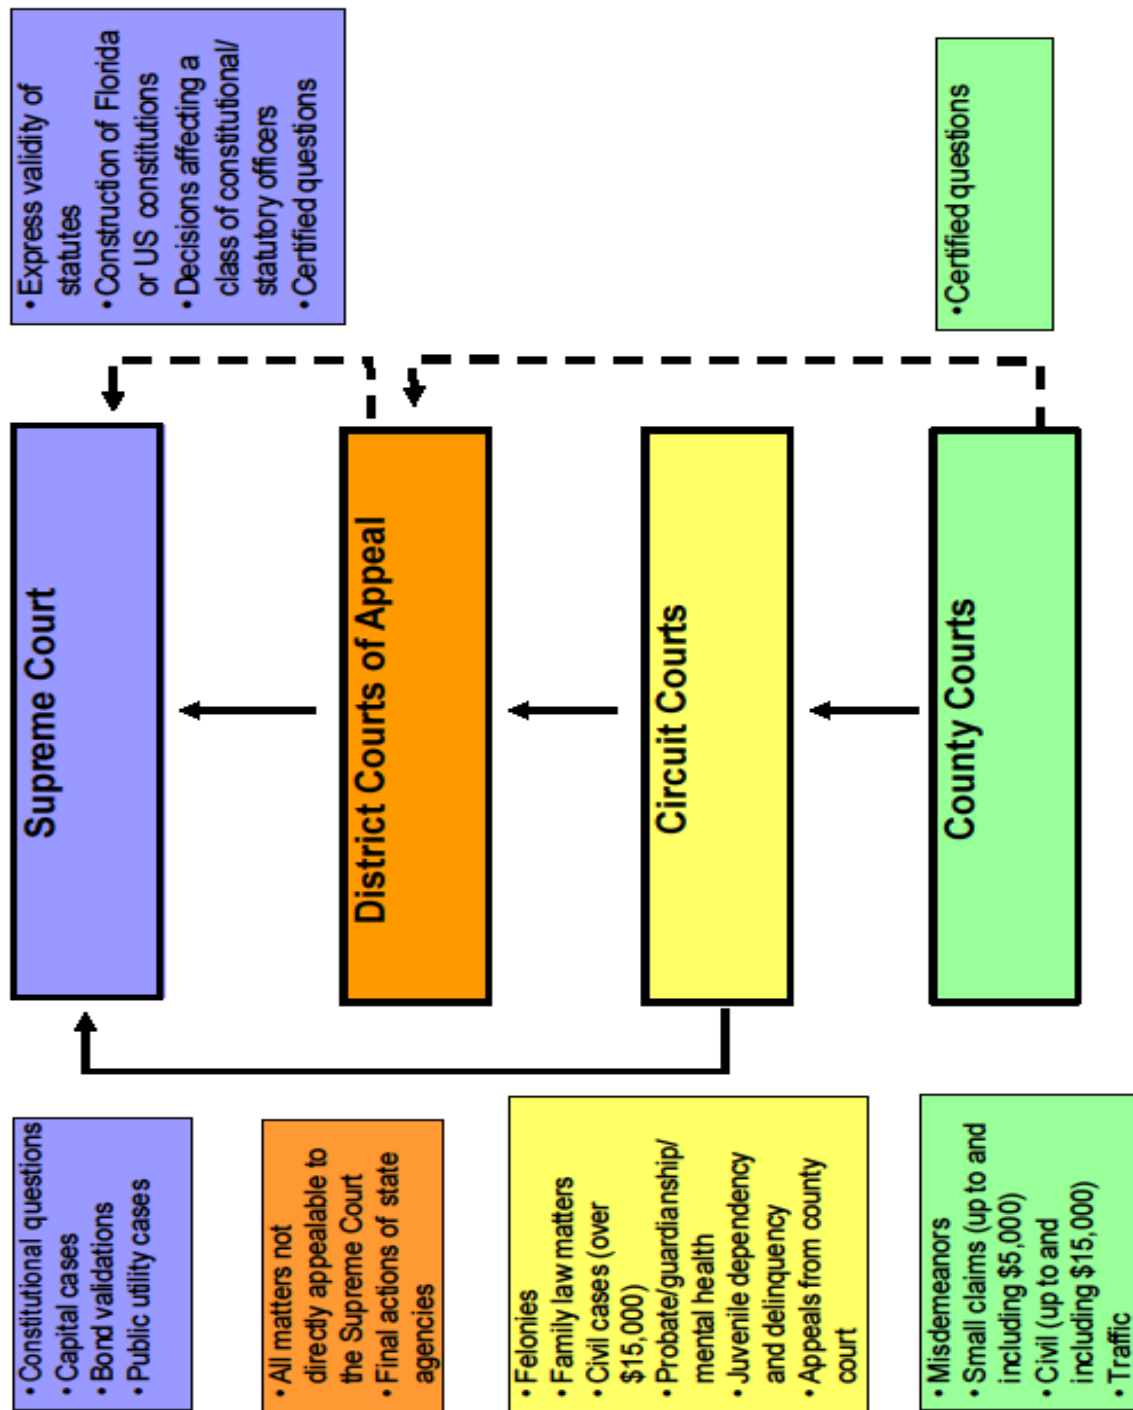 Supreme Court
District Courts of Appeal
Circuit Courts
County Courts
• Constitutional questions
• Capital cases
• Bond validations
• Public utility cases
• All matters not
directly appealable to
the Supreme Court
• Final actions of state
agencies
• Felonies
• Family law matters
• Civil cases (over
$15,000)
• Probate/guardianship/
mental health
• Juvenile dependency
and delinquency
• Appeals from county
court
• Misdemeanors
• Small claims (up to and
including $5,000)
• Civil (up to and
including $15,000)
• Traffic
• Express validity of
statutes
• Construction of Florida
or US constitutions
• Decisions affecting a
class of constitutional/
statutory officers
• Certified questions
•Certified questions